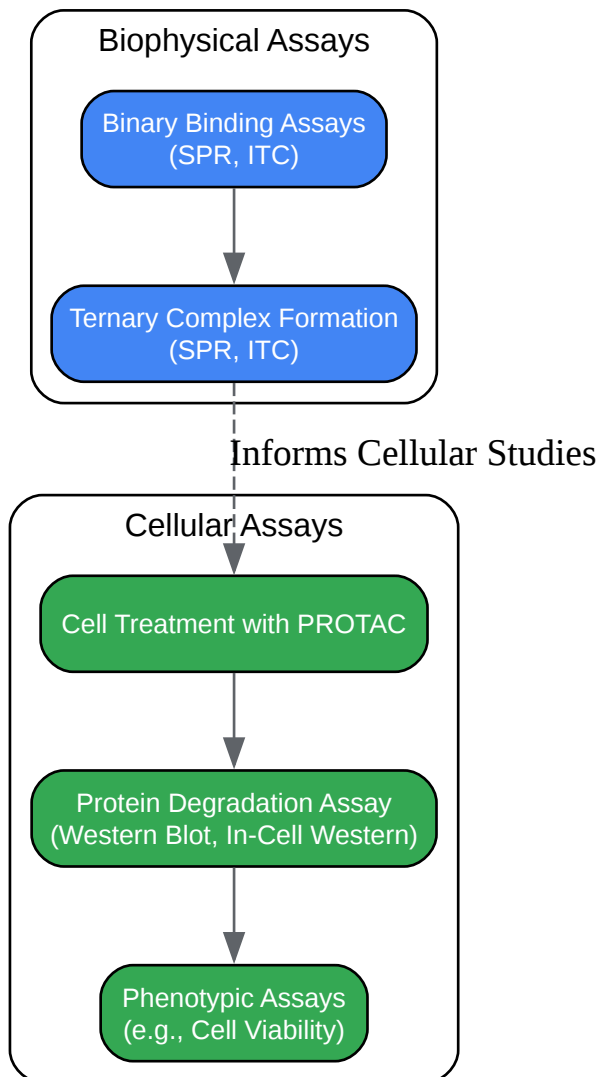 Biophysical Assays
Binary Binding Assays
(SPR, ITC)
Ternary Complex Formation
(SPR, ITC)
Informs Cellular Studies
Cellular Assays
Cell Treatment with PROTAC
Protein Degradation Assay
(Western Blot, In-Cell Western)
Phenotypic Assays
(e.g., Cell Viability)